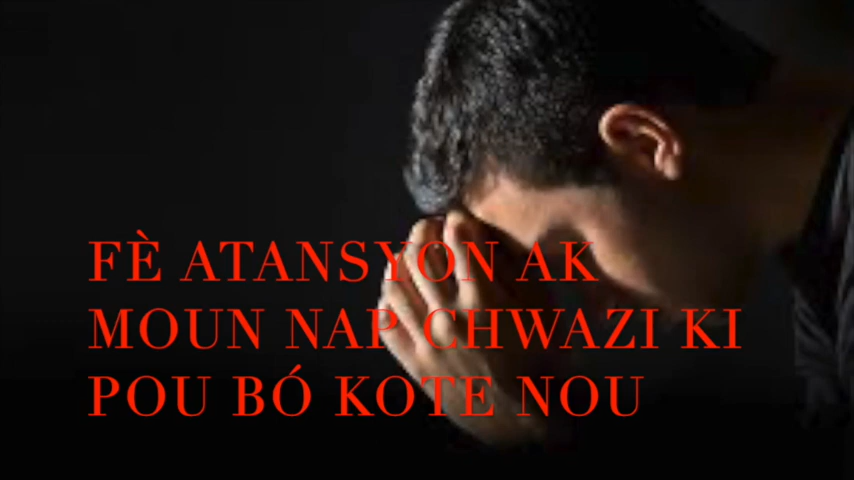 FÈ ATANSYON AK
MOUN NAP CHWAZI KI
POU BÓ KOTE NOU